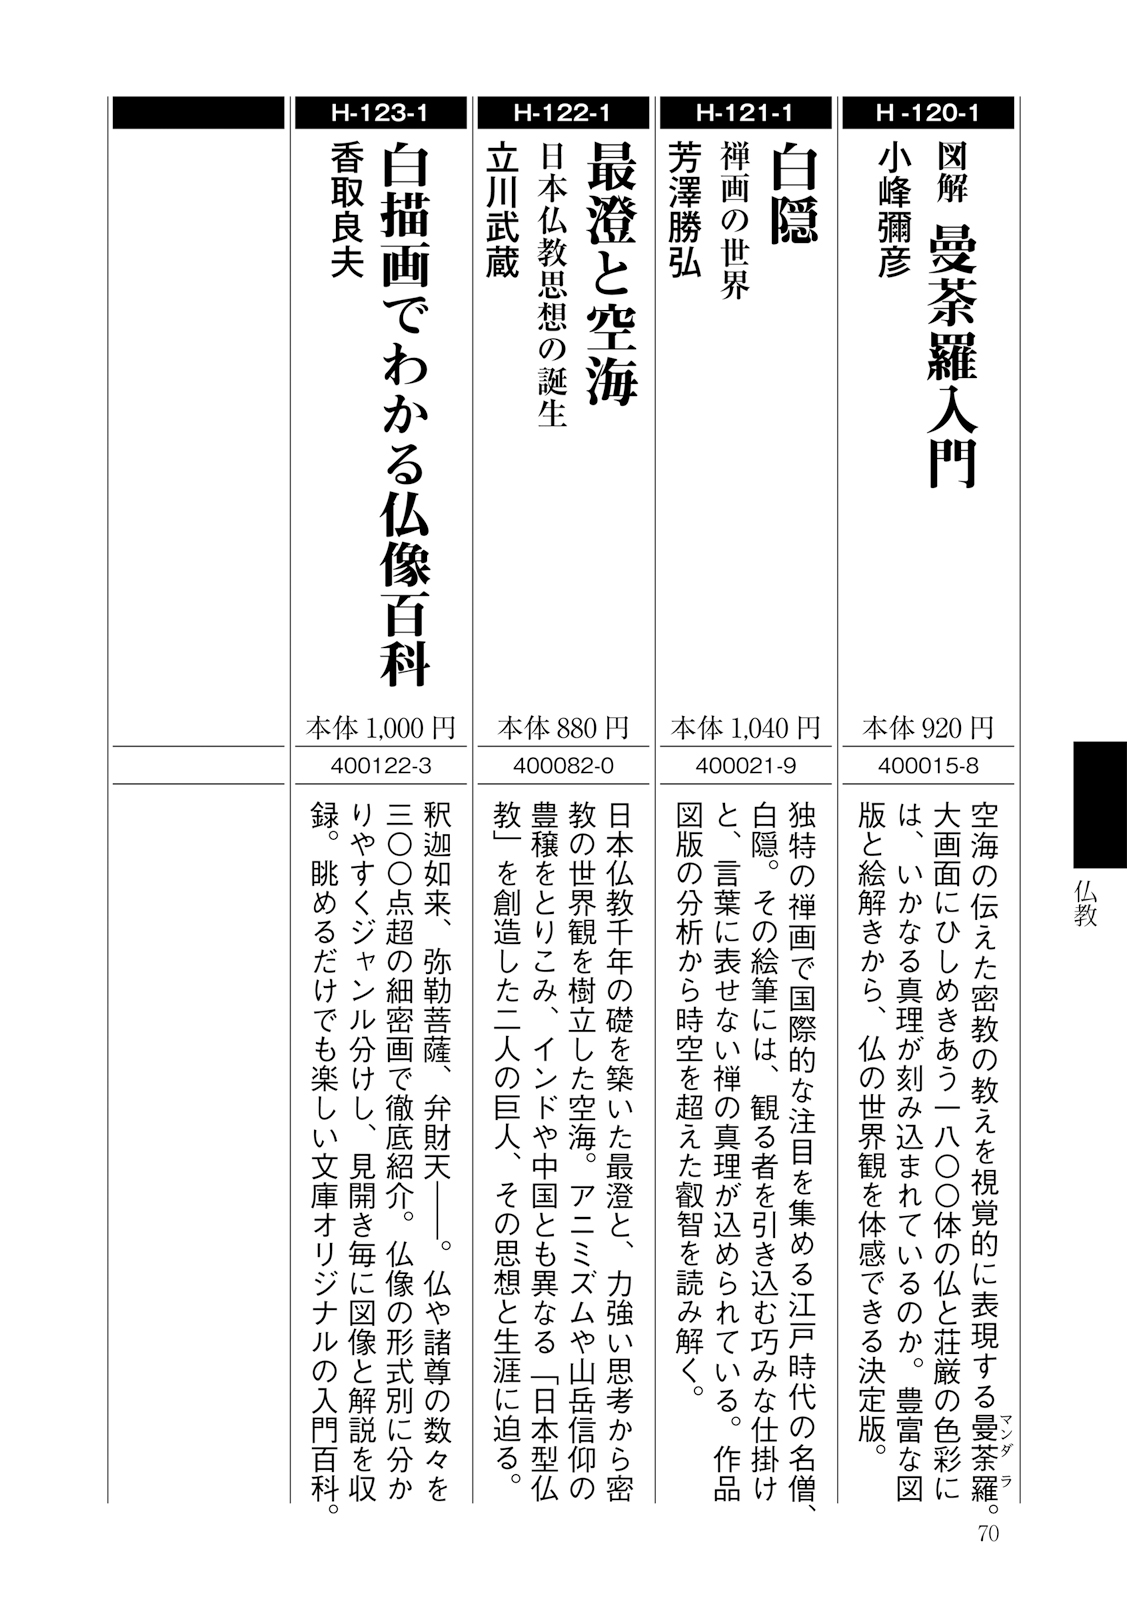 H-120-1
図解 曼荼羅入門
小峰彌彦
本体 920 円
400015-8
空海の伝えた密教の教えを視覚的に表現する曼荼羅。
マンダラ
大画面にひしめきあう一八〇〇体の仏と荘厳の色彩に
は、いかなる真理が刻み込まれているのか。豊富な図
版と絵解きから、仏の世界観を体感できる決定版。
H-121-1
白隠
禅画の世界
芳澤勝弘
本体 1,040 円
400021-9
独特の禅画で国際的な注目を集める江戸時代の名僧、
白隠。その絵筆には、観る者を引き込む巧みな仕掛け
と、言葉に表せない禅の真理が込められている。作品
図版の分析から時空を超えた叡智を読み解く。
H-122-1
最澄と空海
日本仏教思想の誕生
立川武蔵
本体 880 円
400082-0
日本仏教千年の礎を築いた最澄と、力強い思考から密
教の世界観を樹立した空海。アニミズムや山岳信仰の
豊穣をとりこみ、インドや中国とも異なる「日本型仏
教」を創造した二人の巨人、その思想と生涯に迫る。
H-123-1
白描画でわかる仏像百科
香取良夫
本体 1,000 円
400122-3
釈迦如来、弥勒菩薩、弁財天――。仏や諸尊の数々を
三〇〇点超の細密画で徹底紹介。仏像の形式別に分か
りやすくジャンル分けし、見開き毎に図像と解説を収
録。眺めるだけでも楽しい文庫オリジナルの入門百科。
仏教
70